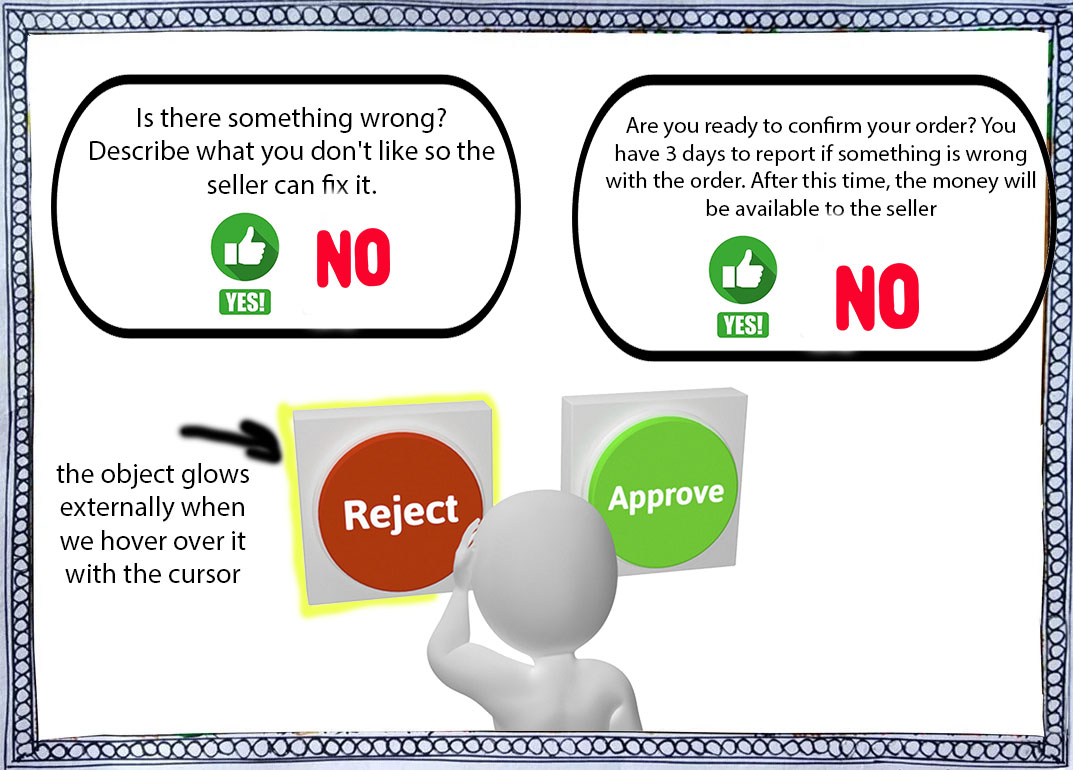 Is there something wrong?
Describe what you don't like so the
seller can fix it.
YES!
NO
Are you ready to confirm your order? You
have 3 days to report if something is wrong
with the order. After this time, the money will
be available to the seller
YES!
NO
the object glows
externally when
we hover over it
with the cursor
Reject
Approve